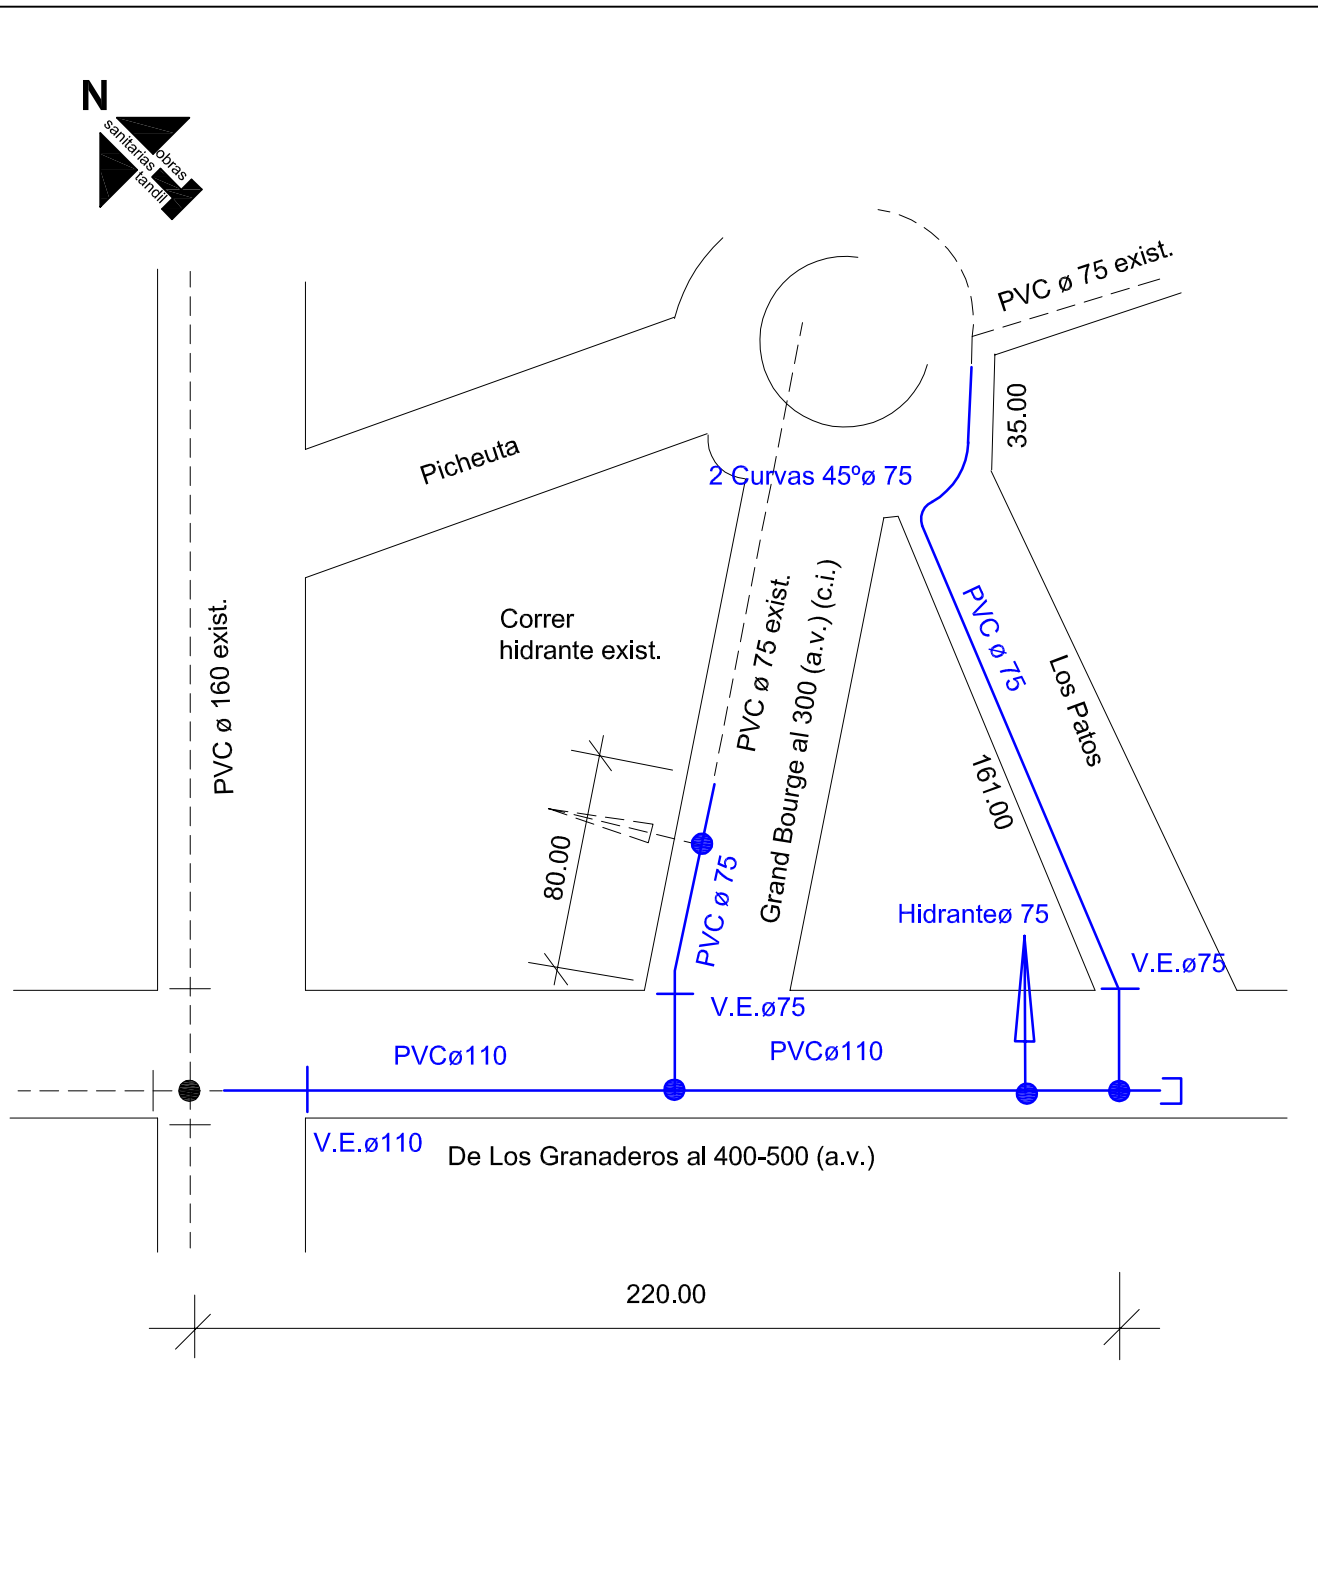 N
obras
sanitarias
tandil
PVC ø 75 exist.
35.00
Picheuta
2 Curvas 45ºø 75
PVC ø 160 exist.
Correr
hidrante exist.
PVC ø 75 exist.
Grand Bourge al 300 (a.v.) (c.i.)
PVC ø 75
Los Patos
161.00
80.00
PVC ø 75
Hidranteø 75
V.E.ø75
V.E.ø75
PVCø110
PVCø110
V.E.ø110
De Los Granaderos al 400-500 (a.v.)
220.00